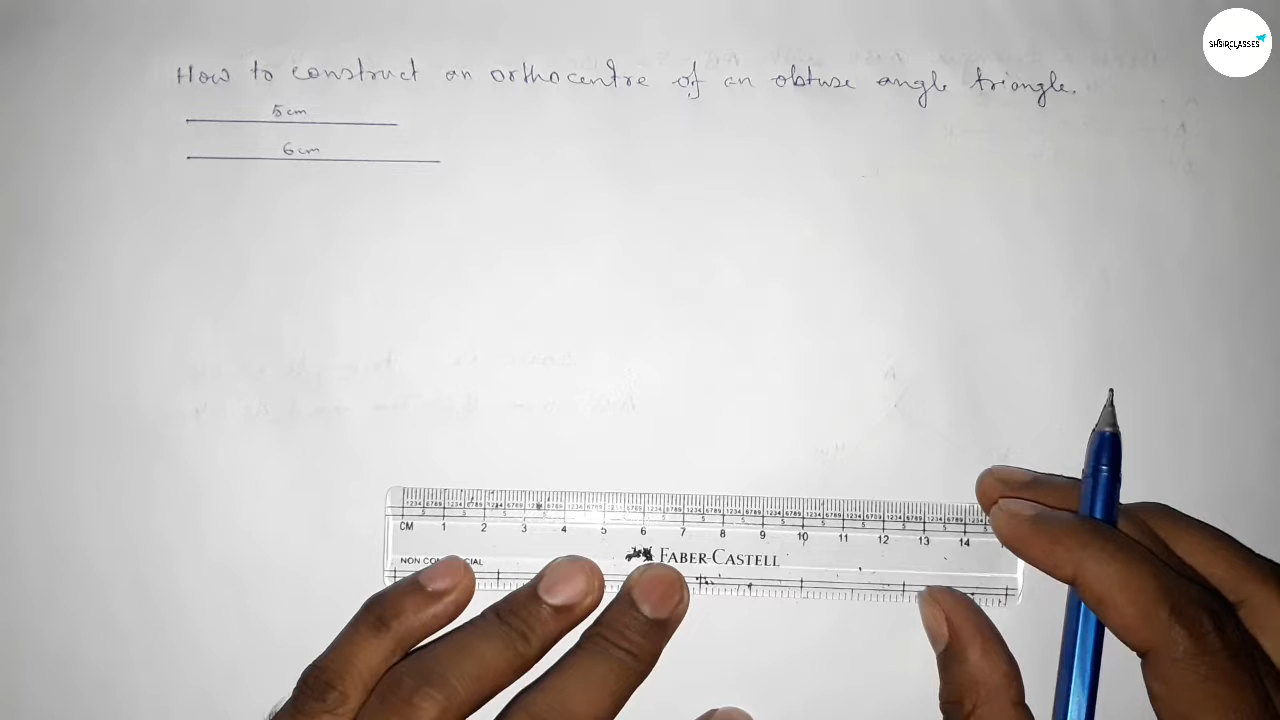 SHSIRCLASSES
How to construct an orthocentre of an obtuse angle triangle.
5cm
6cm
CM 1 2 3 4 5 6 7 8 9 10 11 12 13 14
FABER-CASTELL